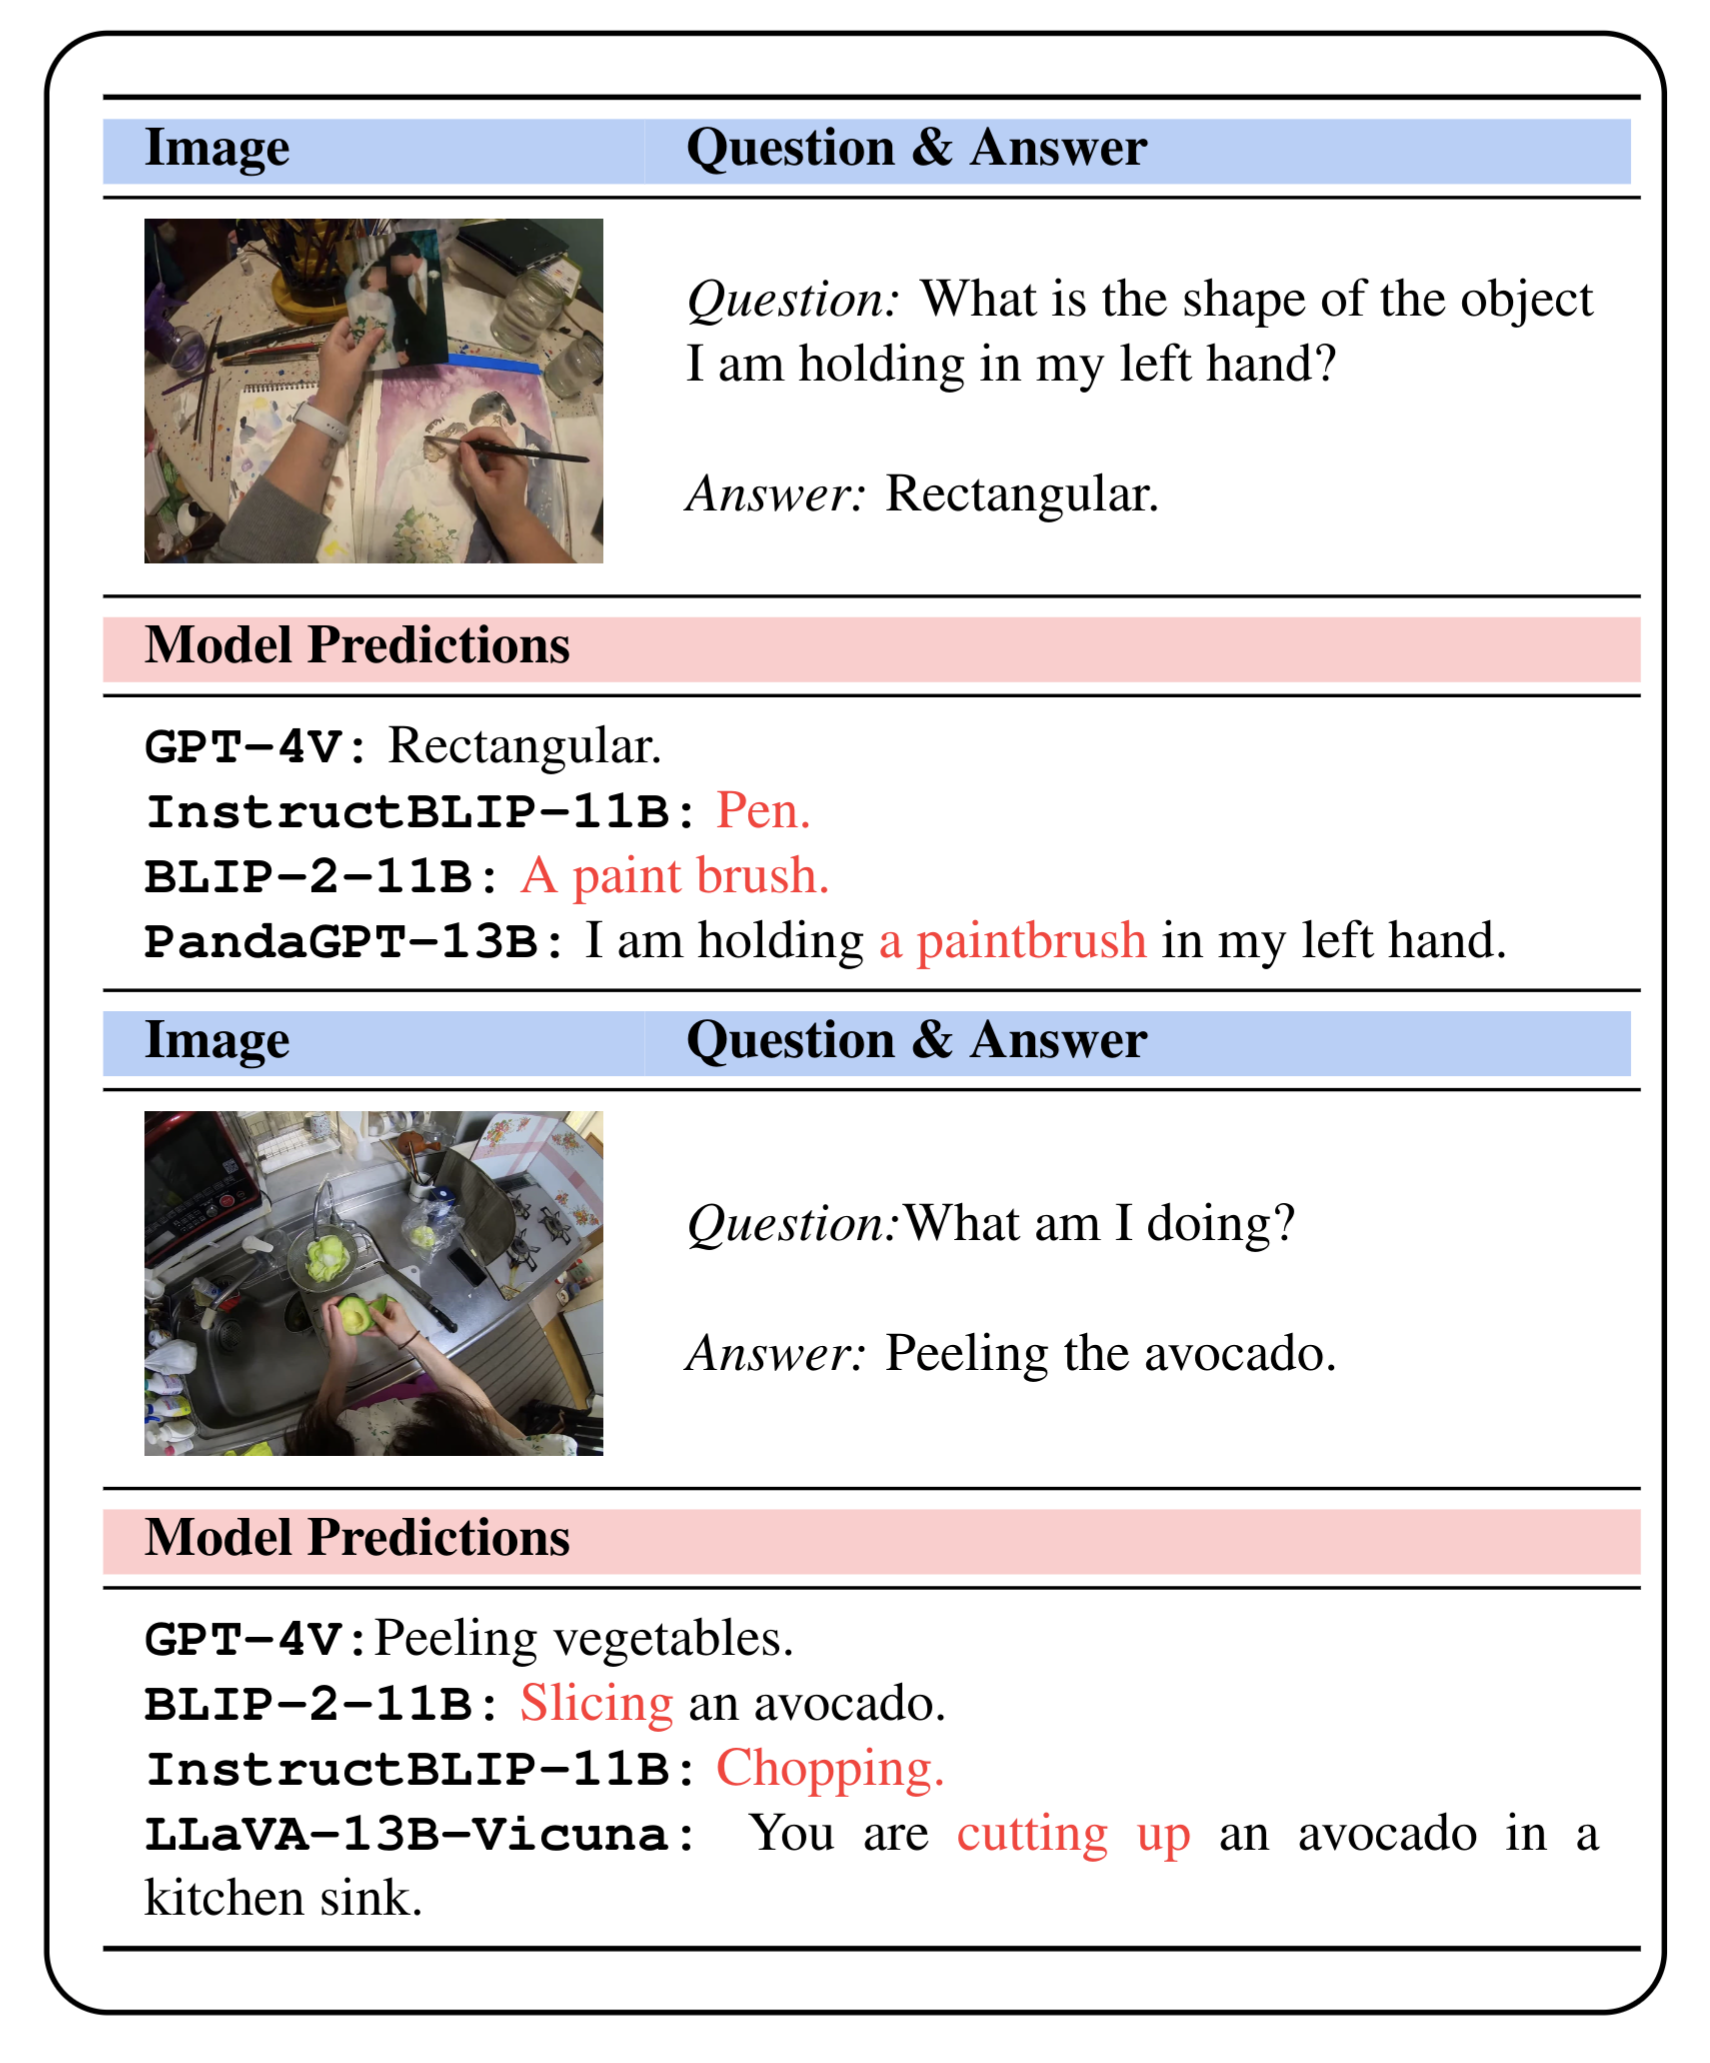 Image Question & Answer
Question: What is the shape of the object
I am holding in my left hand?
Answer: Rectangular.
Model Predictions
GPT-4V: Rectangular.
InstructBLIP-11B: Pen.
BLIP-2-11B: A paint brush.
PandaGPT-13B: I am holding a paintbrush in my left hand.
Image Question & Answer
Question:What am I doing?
Answer: Peeling the avocado.
Model Predictions
GPT-4V:Peeling vegetables.
BLIP-2-11B: Slicing an avocado.
InstructBLIP-11B: Chopping.
LLaVA-13B-Vicuna: You are cutting up an avocado in a
kitchen sink.